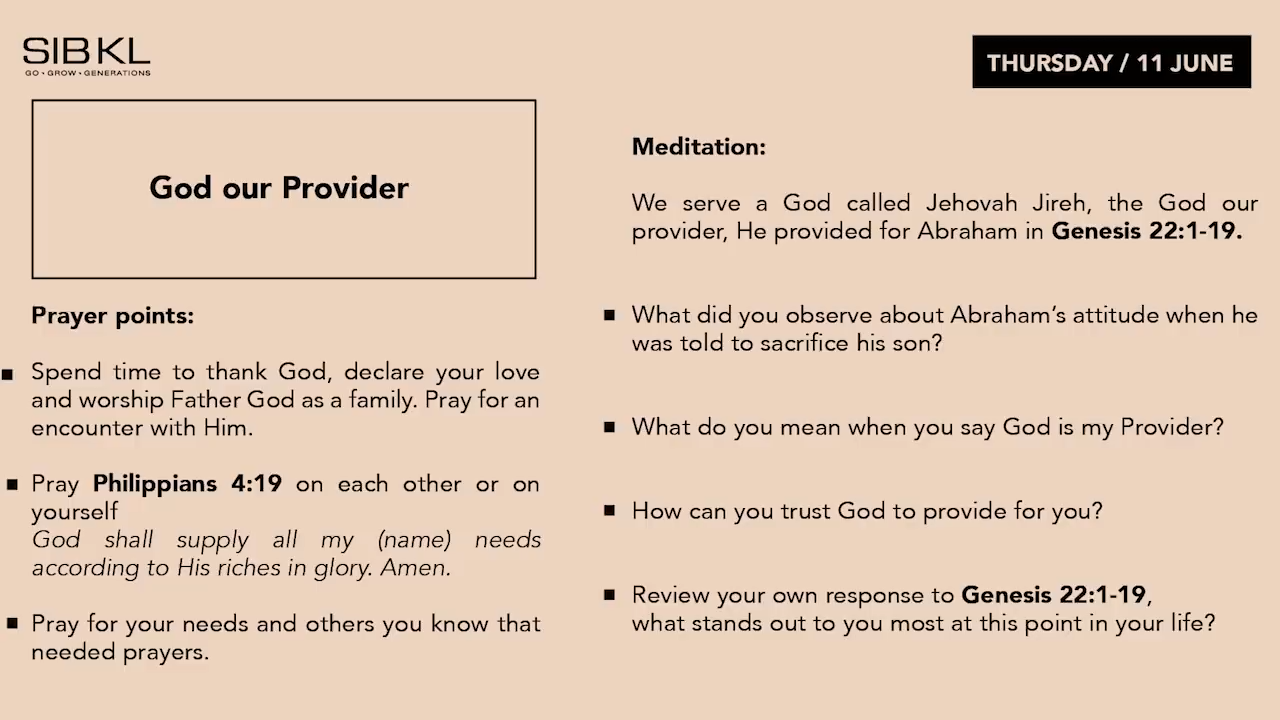 SIBKL
GO • GROW • GENERATIONS
THURSDAY / 11 JUNE
God our Provider
Prayer points:
■ Spend time to thank God, declare your love
and worship Father God as a family. Pray for an
encounter with Him.
■ Pray Philippians 4:19 on each other or on
yourself
God shall supply all my (name) needs
according to His riches in glory. Amen.
■ Pray for your needs and others you know that
needed prayers.
Meditation:
We serve a God called Jehovah Jireh, the God our
provider, He provided for Abraham in Genesis 22:1-19.
■ What did you observe about Abraham’s attitude when he
was told to sacrifice his son?
■ What do you mean when you say God is my Provider?
■ How can you trust God to provide for you?
■ Review your own response to Genesis 22:1-19,
what stands out to you most at this point in your life?